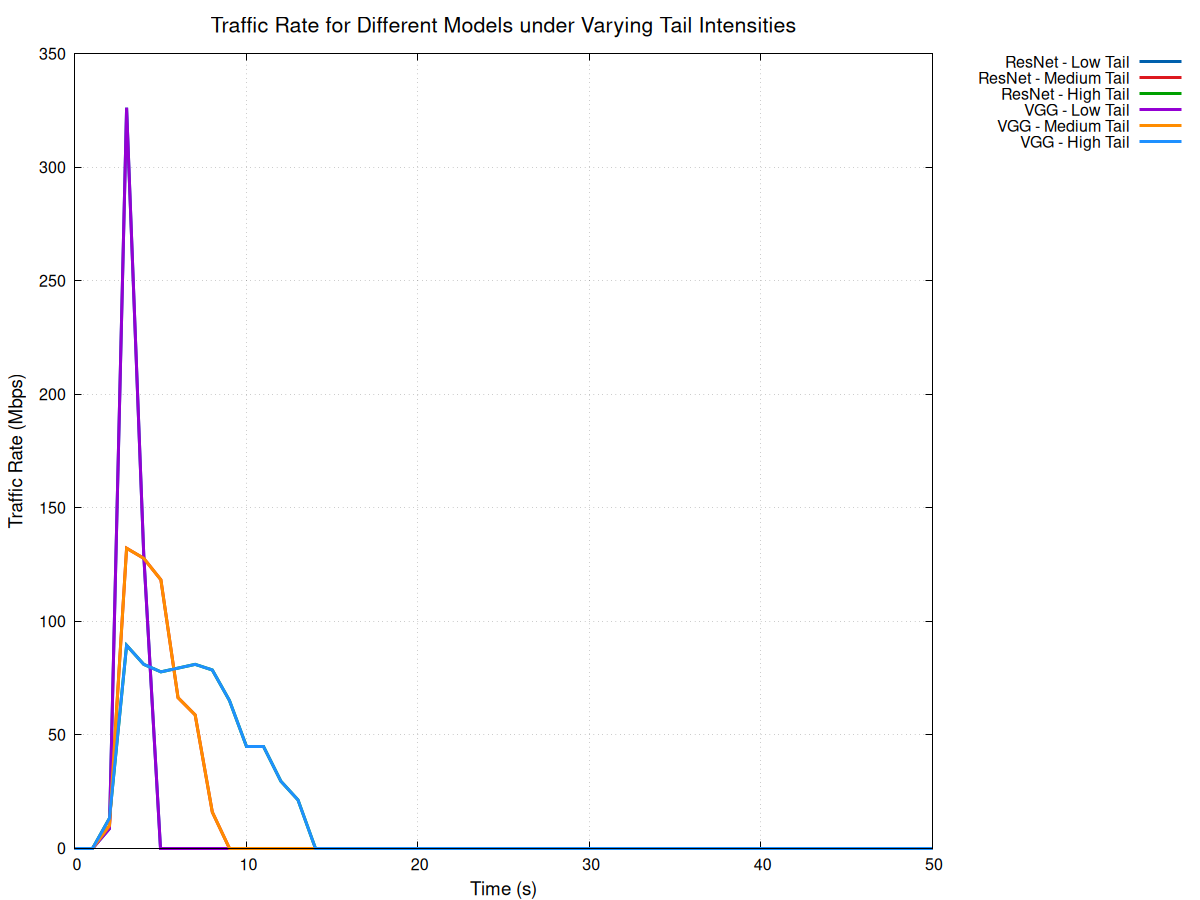 Traffic Rate for Different Models under Varying Tail Intensities
350
300
250
200
150
100
50
0
Traffic Rate (Mbps)
0 10 20 30 40 50
Time (s)
ResNet - Low Tail
ResNet - Medium Tail
ResNet - High Tail
VGG - Low Tail
VGG - Medium Tail
VGG - High Tail